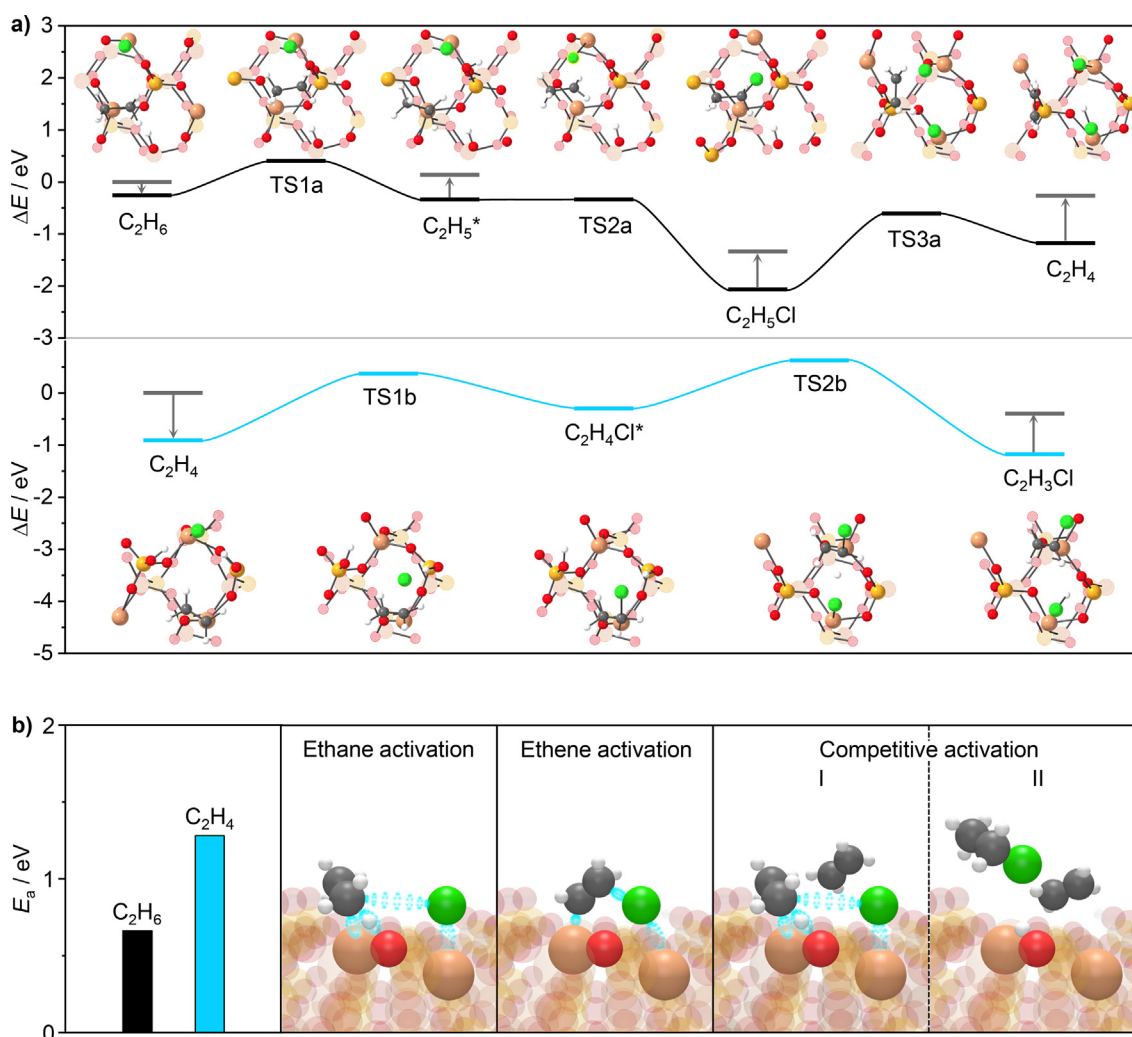 a)
3
2
1
0
-1
-2
-3
ΔE / eV
C₂H₆
TS1a
C₂H₅*
TS2a
C₂H₅Cl
TS3a
C₂H₄
0
-1
-2
-3
-4
-5
ΔE / eV
C₂H₄
TS1b
C₂H₄Cl*
TS2b
C₂H₃Cl
b)
2
1
0
Eₐ / eV
C₂H₆
C₂H₄
Ethane activation
Ethene activation
Competitive activation
I
II